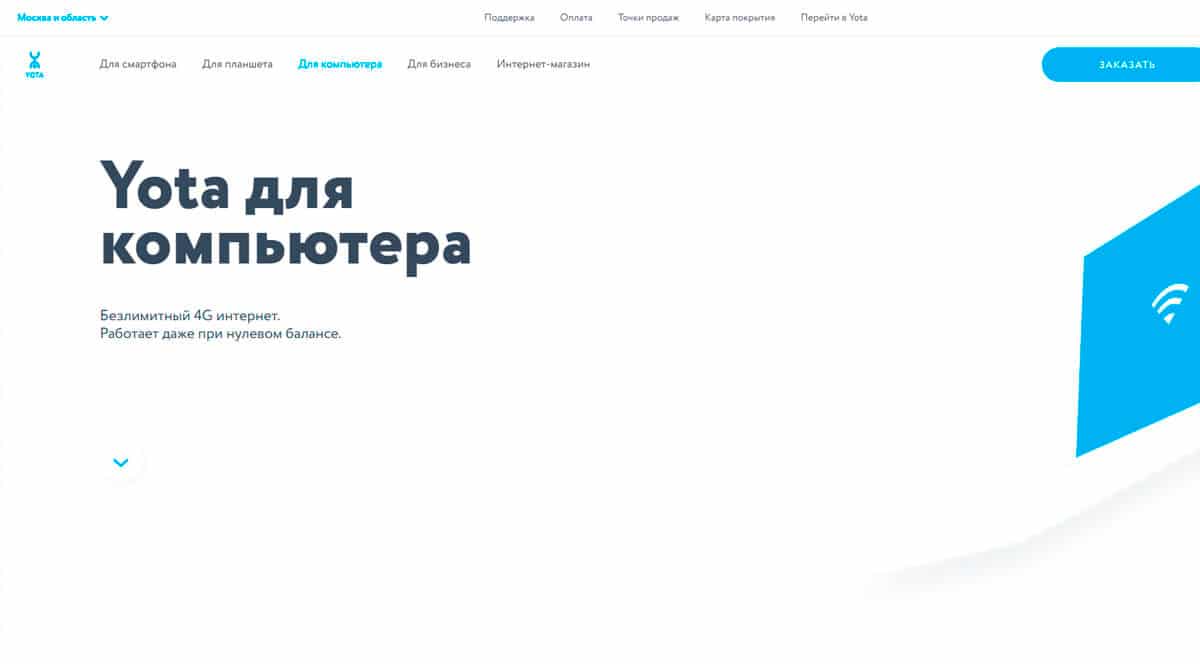 Москва и область
Поддержка Оплата Точки продаж Карта покрытия Перейти в Yota
YOTA
Для смартфона Для планшета Для компьютера Для бизнеса Интернет-магазин
ЗАКАЗАТЬ
Yota для
компьютера
Безлимитный 4G интернет.
Работает даже при нулевом балансе.